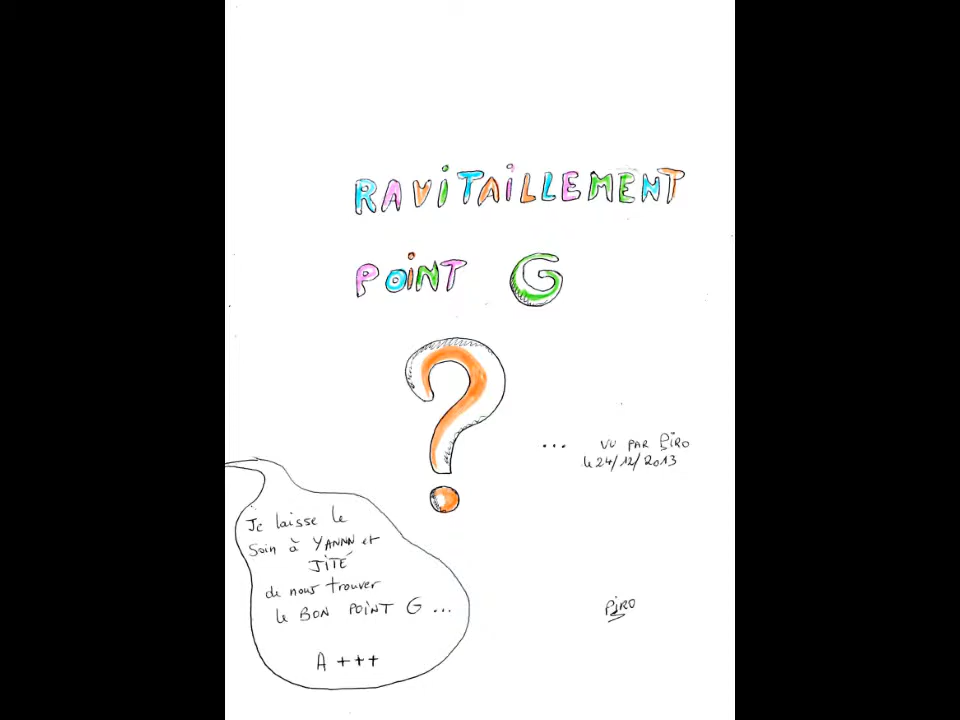 RAVITAILLEMENT
POINT G
?
... VU PAR PIRO
le 24/12/2013
Je laisse le
soin à YANNN et
JITÉ
de nous trouver
le BON POINT G ...
A +++
PIRO